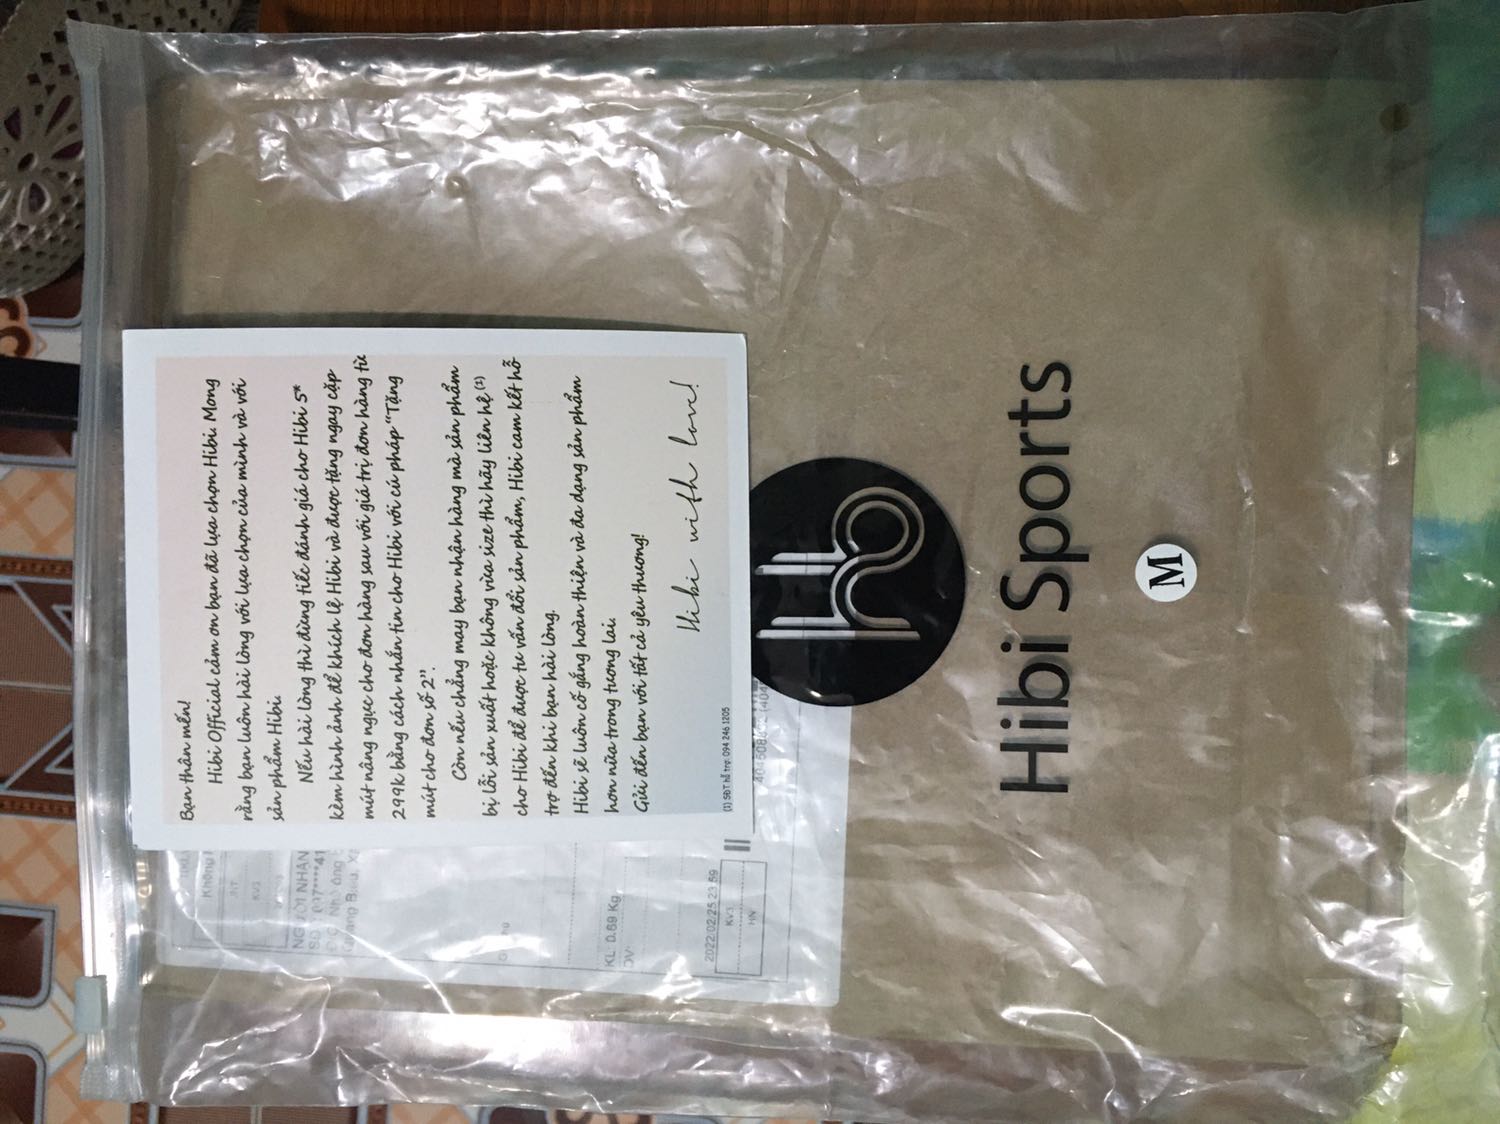 Bạn thân mến!
Hibi Official cảm ơn bạn đã lựa chọn Hibi. Mong
rằng bạn luôn hài lòng với lựa chọn của mình và với
sản phẩm Hibi.
Nếu hài lòng thì đừng tiếc đánh giá cho Hibi 5*
kèm hình ảnh để khích lệ Hibi và được tặng ngay cặp
mút nâng ngực cho đơn hàng sau với giá trị đơn hàng từ
299k bằng cách nhắn tin cho Hibi với cú pháp "Tặng
mút cho đơn số 2".
Còn nếu chẳng may bạn nhận hàng mà sản phẩm
bị lỗi sản xuất hoặc không vừa size thì hãy liên hệ (1)
cho Hibi để được tư vấn đổi sản phẩm, Hibi cam kết hỗ
trợ đến khi bạn hài lòng.
Hibi sẽ luôn cố gắng hoàn thiện và đa dạng sản phẩm
hơn nữa trong tương lai.
Gửi đến bạn với tất cả yêu thương!
Hibi with love!
(1) SĐT hỗ trợ: 094 246 1205
Hibi Sports
M
KV3
NGƯỜI NHẬN
KL: 0.69 Kg
2022/02/25 23:59
KV3
HN